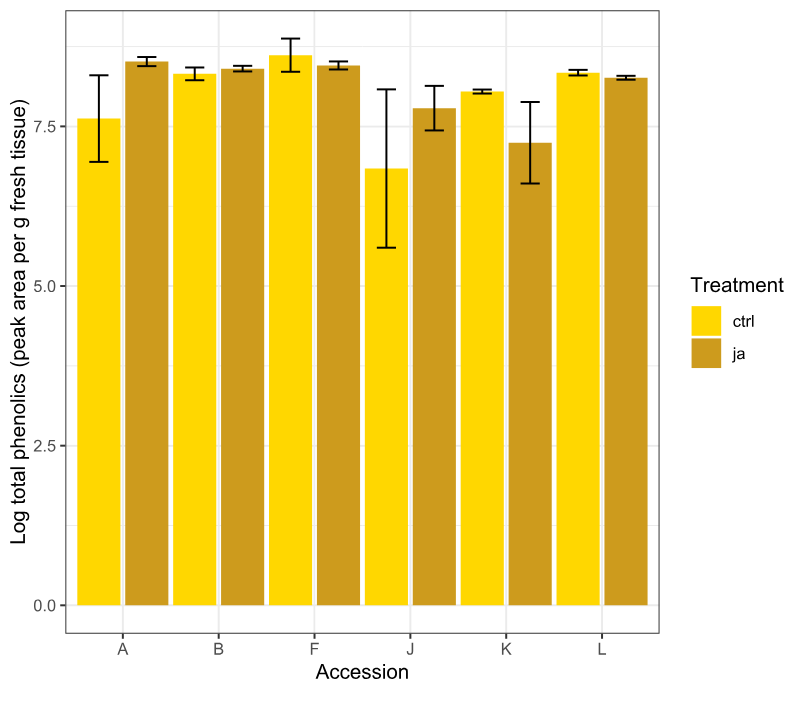 Log total phenolics (peak area per g fresh tissue)
7.5
5.0
2.5
0.0
A B F J K L
Accession
Treatment
ctrl
ja